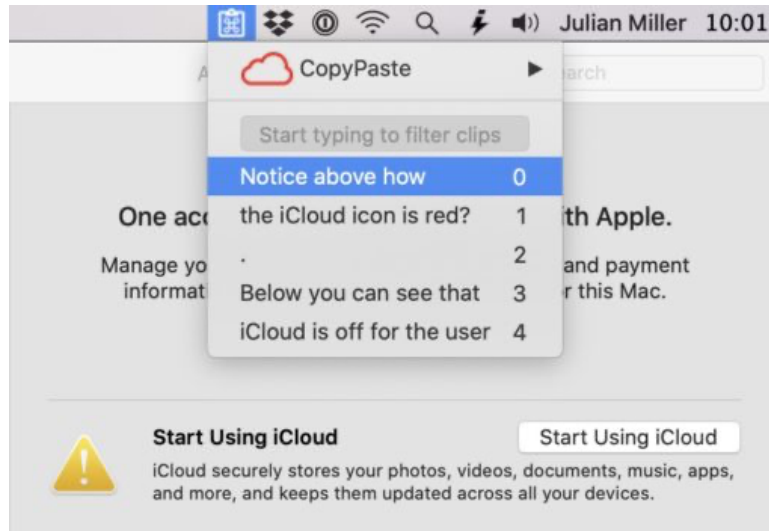 Julian Miller 10:01
CopyPaste
arch
Start typing to filter clips
Notice above how 0
One acc
the iCloud icon is red? 1
ith Apple.
Manage yo
. 2
and payment
informat
Below you can see that 3
r this Mac.
iCloud is off for the user 4
Start Using iCloud
Start Using iCloud
iCloud securely stores your photos, videos, documents, music, apps,
and more, and keeps them updated across all your devices.